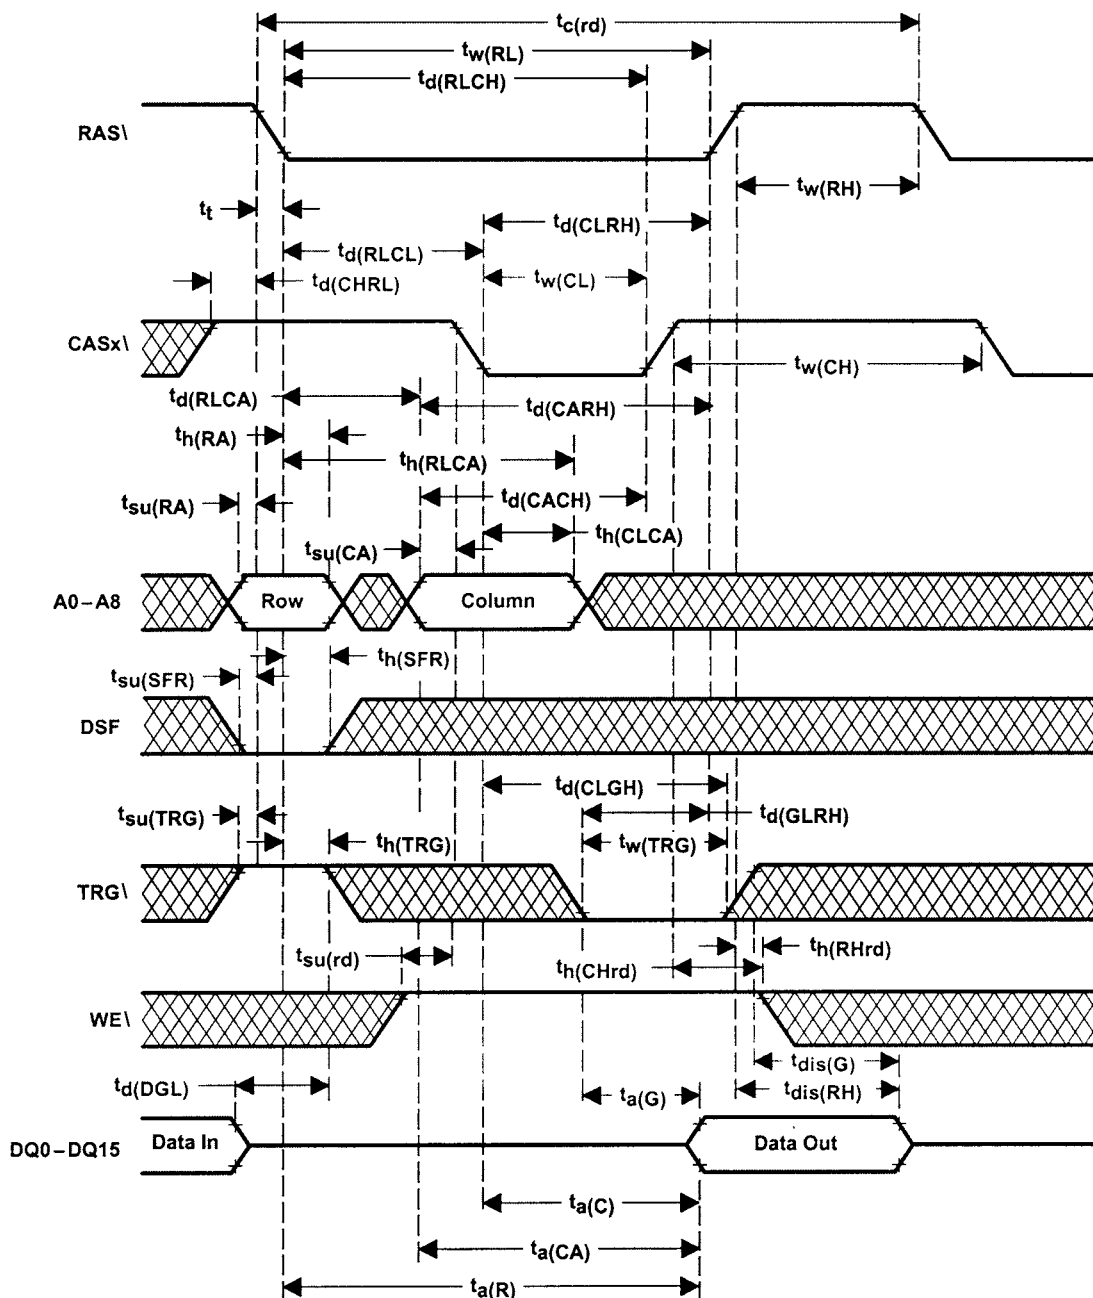 tc(rd)
tw(RL)
td(RLCH)
RAS\
tw(RH)
tt
td(CLRH)
td(RLCL)
td(CHRL)
tw(CL)
CASx\
tw(CH)
td(RLCA)
td(CARH)
th(RA)
th(RLCA)
tsu(RA)
td(CACH)
th(CLCA)
tsu(CA)
A0–A8
Row
Column
th(SFR)
tsu(SFR)
DSF
td(CLGH)
tsu(TRG)
td(GLRH)
th(TRG)
tw(TRG)
TRG\
tsu(rd)
th(RHrd)
th(CHrd)
WE\
tdis(G)
td(DGL)
ta(G)
tdis(RH)
DQ0–DQ15
Data In
Data Out
ta(C)
ta(CA)
ta(R)